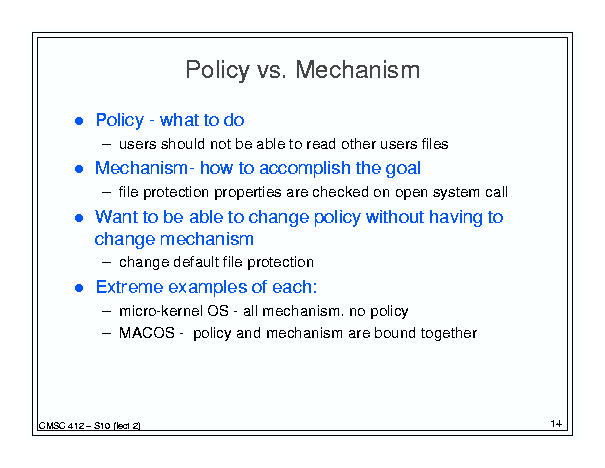 Policy vs. Mechanism
● Policy - what to do
– users should not be able to read other users files
● Mechanism- how to accomplish the goal
– file protection properties are checked on open system call
● Want to be able to change policy without having to
change mechanism
– change default file protection
● Extreme examples of each:
– micro-kernel OS - all mechanism. no policy
– MACOS - policy and mechanism are bound together
CMSC 412 – S10 (lect 2)
14